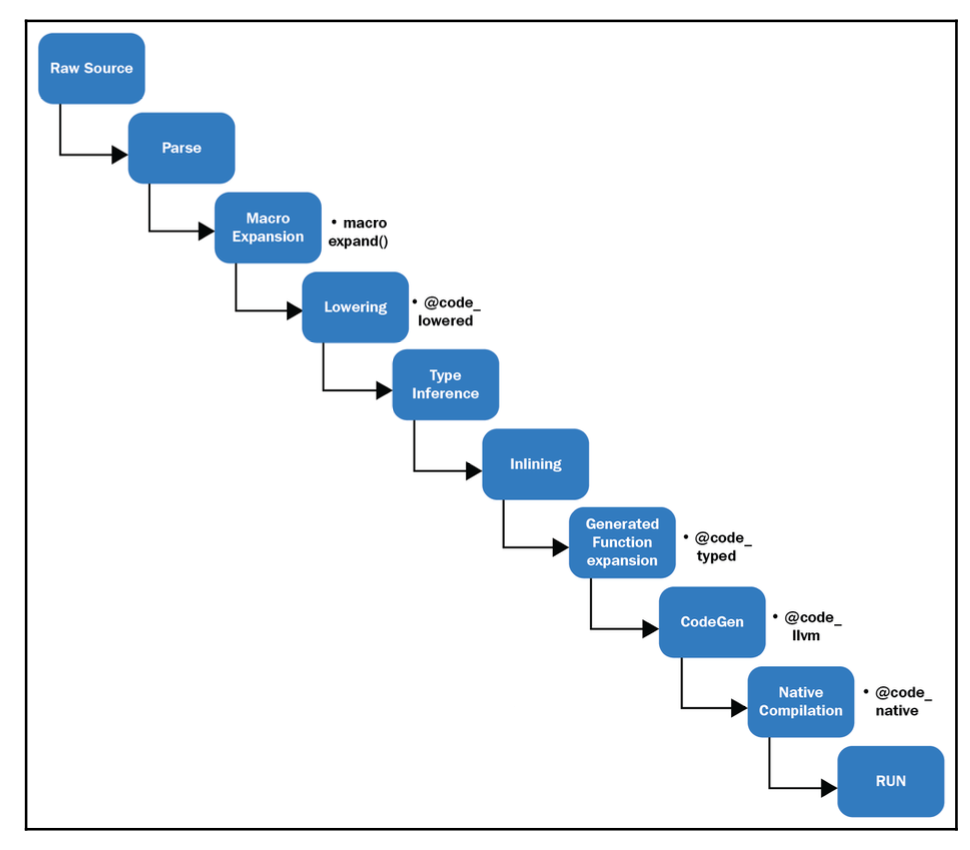 Raw Source
Parse
Macro
Expansion
• macro
expand()
Lowering
• @code_
lowered
Type
Inference
Inlining
Generated
Function
expansion
• @code_
typed
CodeGen
• @code_
llvm
Native
Compilation
• @code_
native
RUN